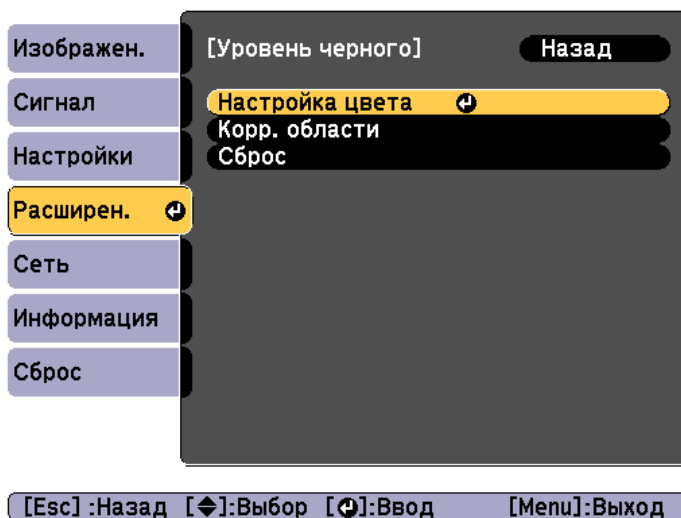 Изображен.
Сигнал
Настройки
Расширен.
Сеть
Информация
Сброс
[Уровень черного] Назад
Настройка цвета
Корр. области
Сброс
[Esc] :Назад [◆]:Выбор [⏎]:Ввод [Menu]:Выход